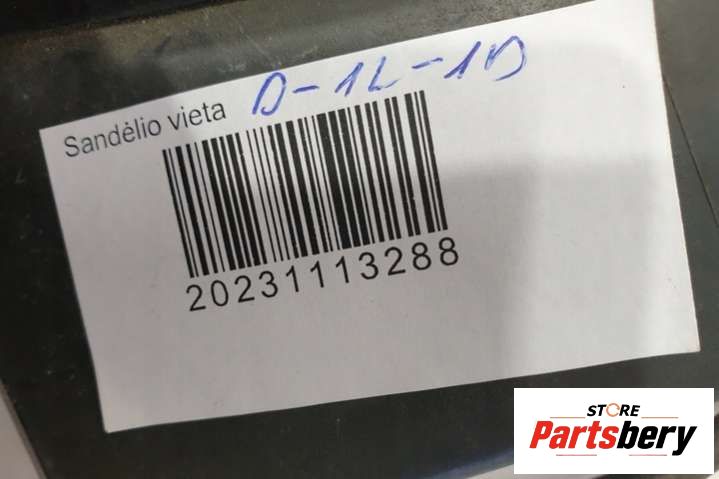 Sandėlio vieta D-1L-1D
20231113288
STORE
Partsbery